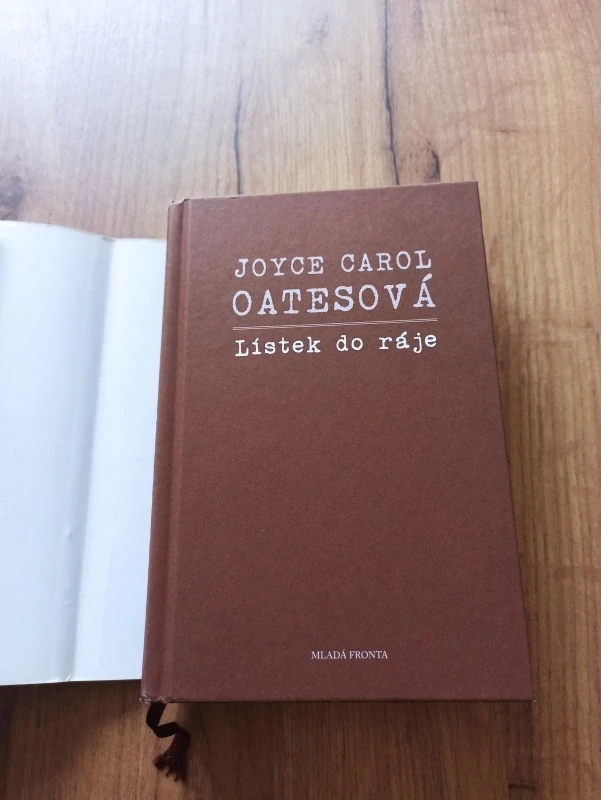 JOYCE CAROL
OATESOVÁ
Lístek do ráje
MLADÁ FRONTA